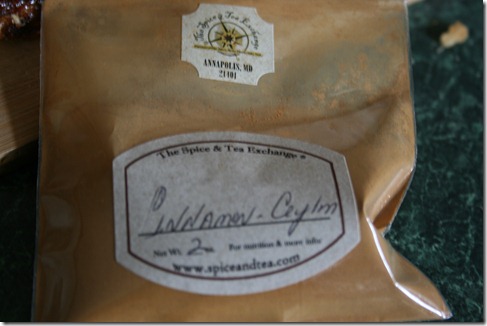 The Spice & Tea Exchange
ANNAPOLIS, MD
21401
The Spice & Tea Exchange®
Cinnamon - Ceylon
Net Wt. 2oz For nutrition & more info:
www.spiceandtea.com